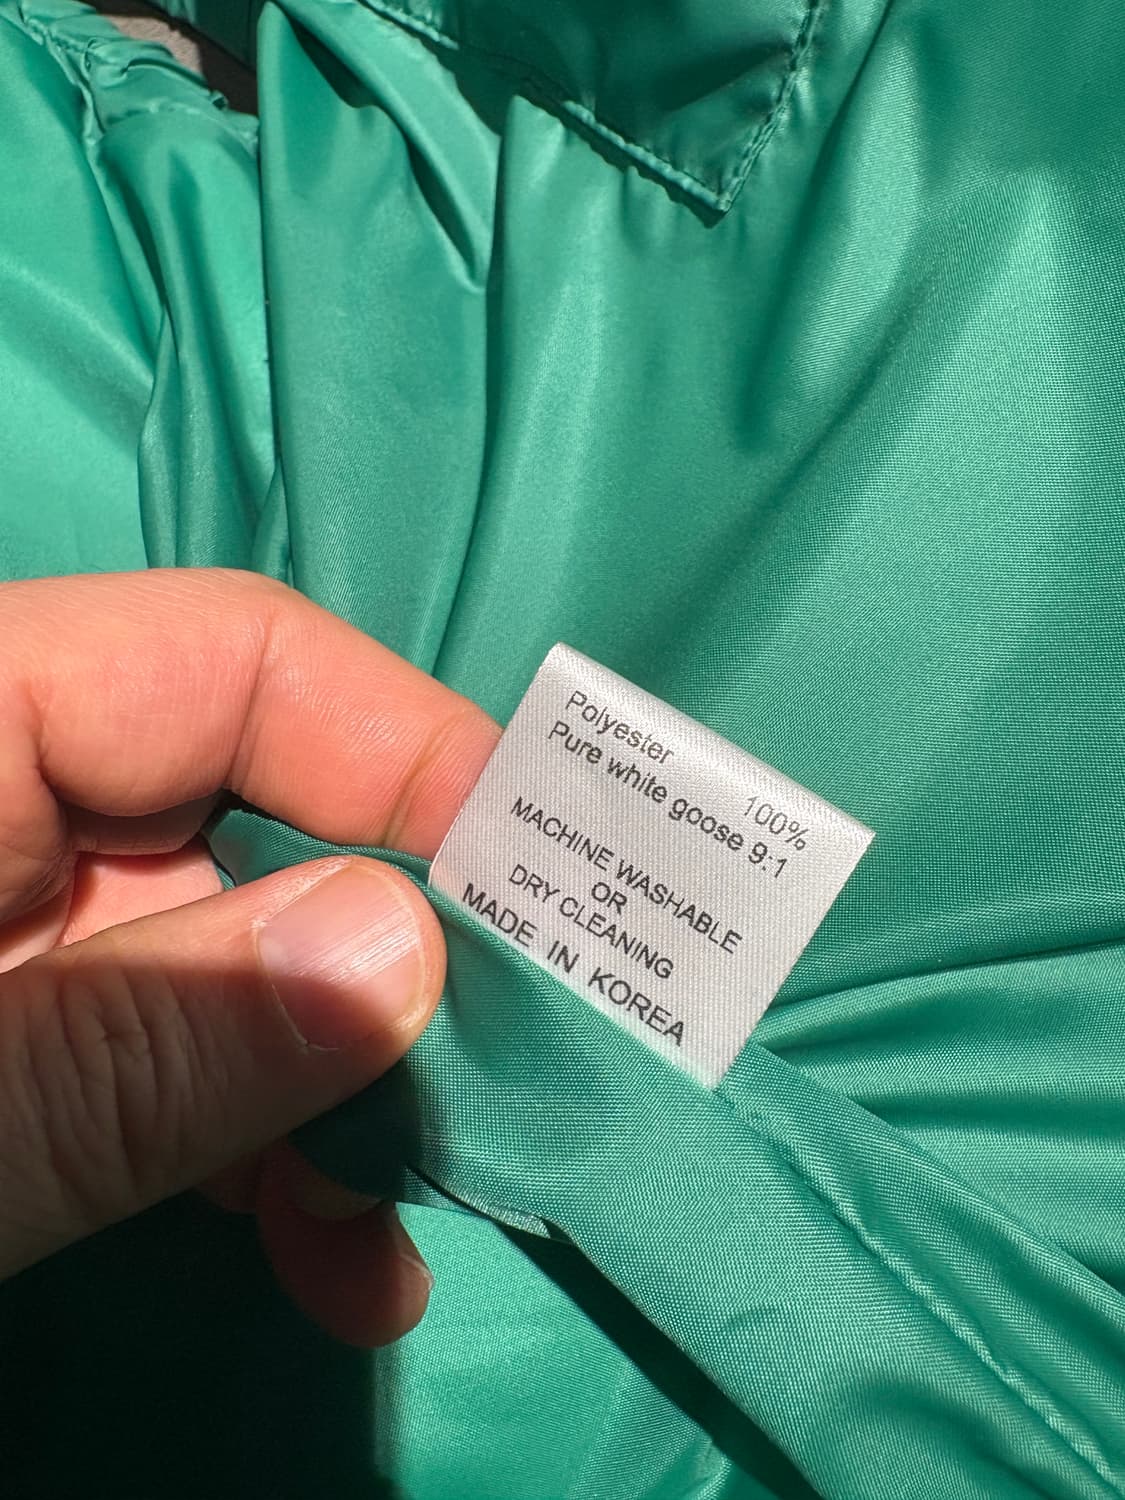 Polyester 100%
Pure white goose 9:1
MACHINE WASHABLE
OR
DRY CLEANING
MADE IN KOREA